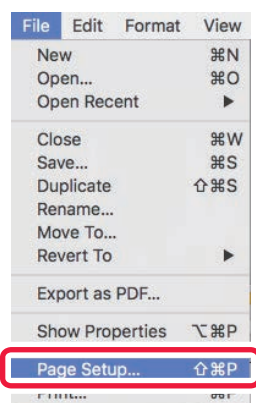 File Edit Format View
New ⌘N
Open... ⌘O
Open Recent ▶
Close ⌘W
Save... ⌘S
Duplicate ⇧⌘S
Rename...
Move To...
Revert To ▶
Export as PDF...
Show Properties ⌥⌘P
Page Setup... ⇧⌘P